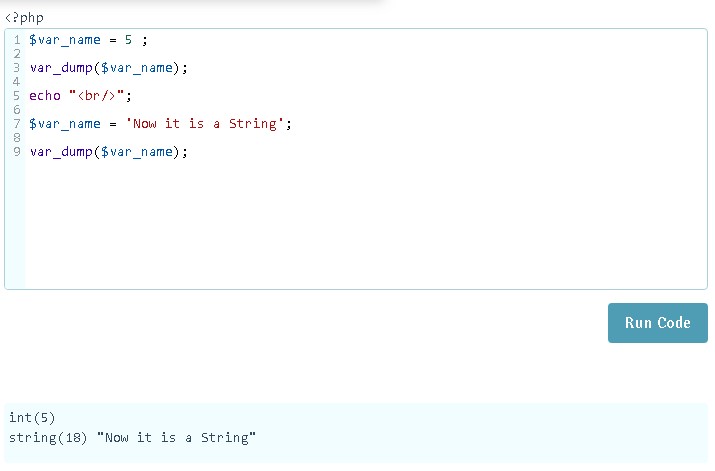 <?php
1 $var_name = 5 ;
2
3 var_dump($var_name);
4
5 echo "<br/>";
6
7 $var_name = 'Now it is a String';
8
9 var_dump($var_name);
Run Code
int(5)
string(18) "Now it is a String"